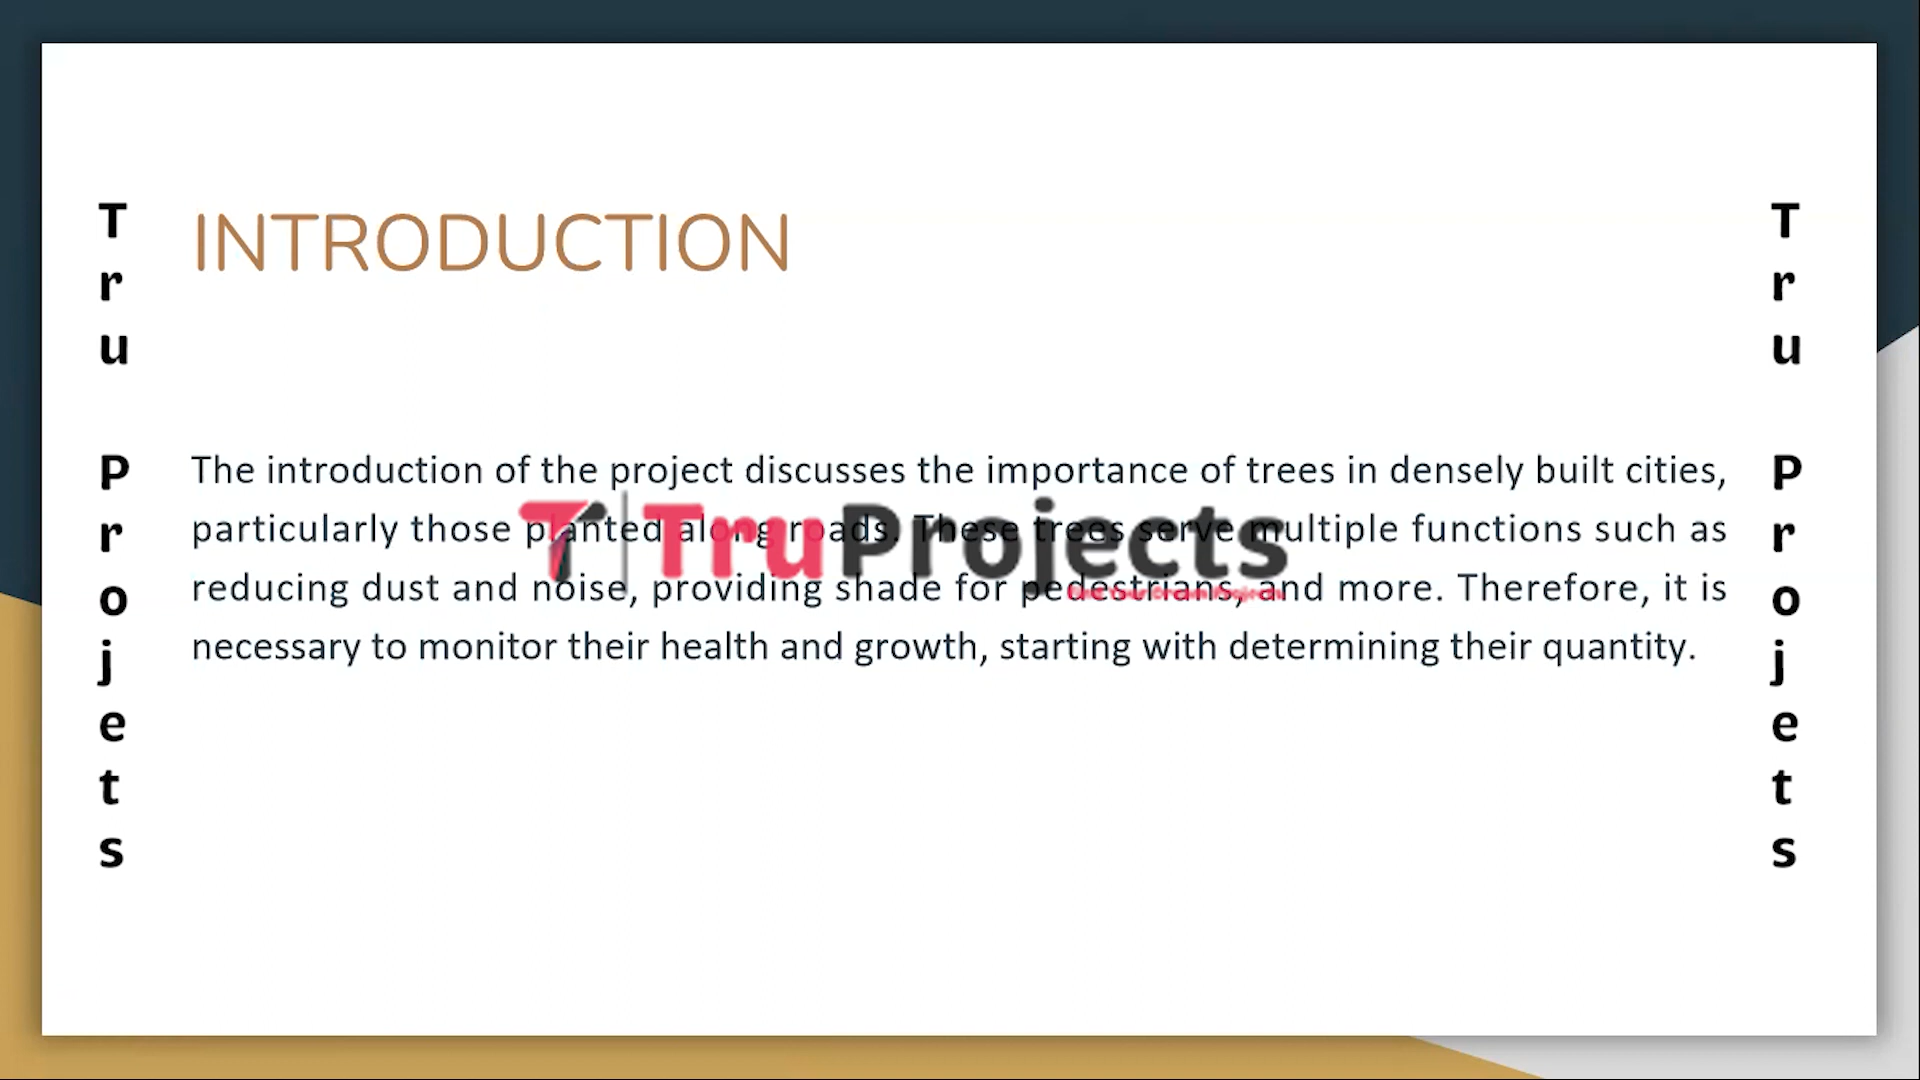 INTRODUCTION
The introduction of the project discusses the importance of trees in densely built cities,
particularly those planted along roads. These trees serve multiple functions such as
reducing dust and noise, providing shade for pedestrians, and more. Therefore, it is
necessary to monitor their health and growth, starting with determining their quantity.
TruProjects
Tru Projets
Tru Projets